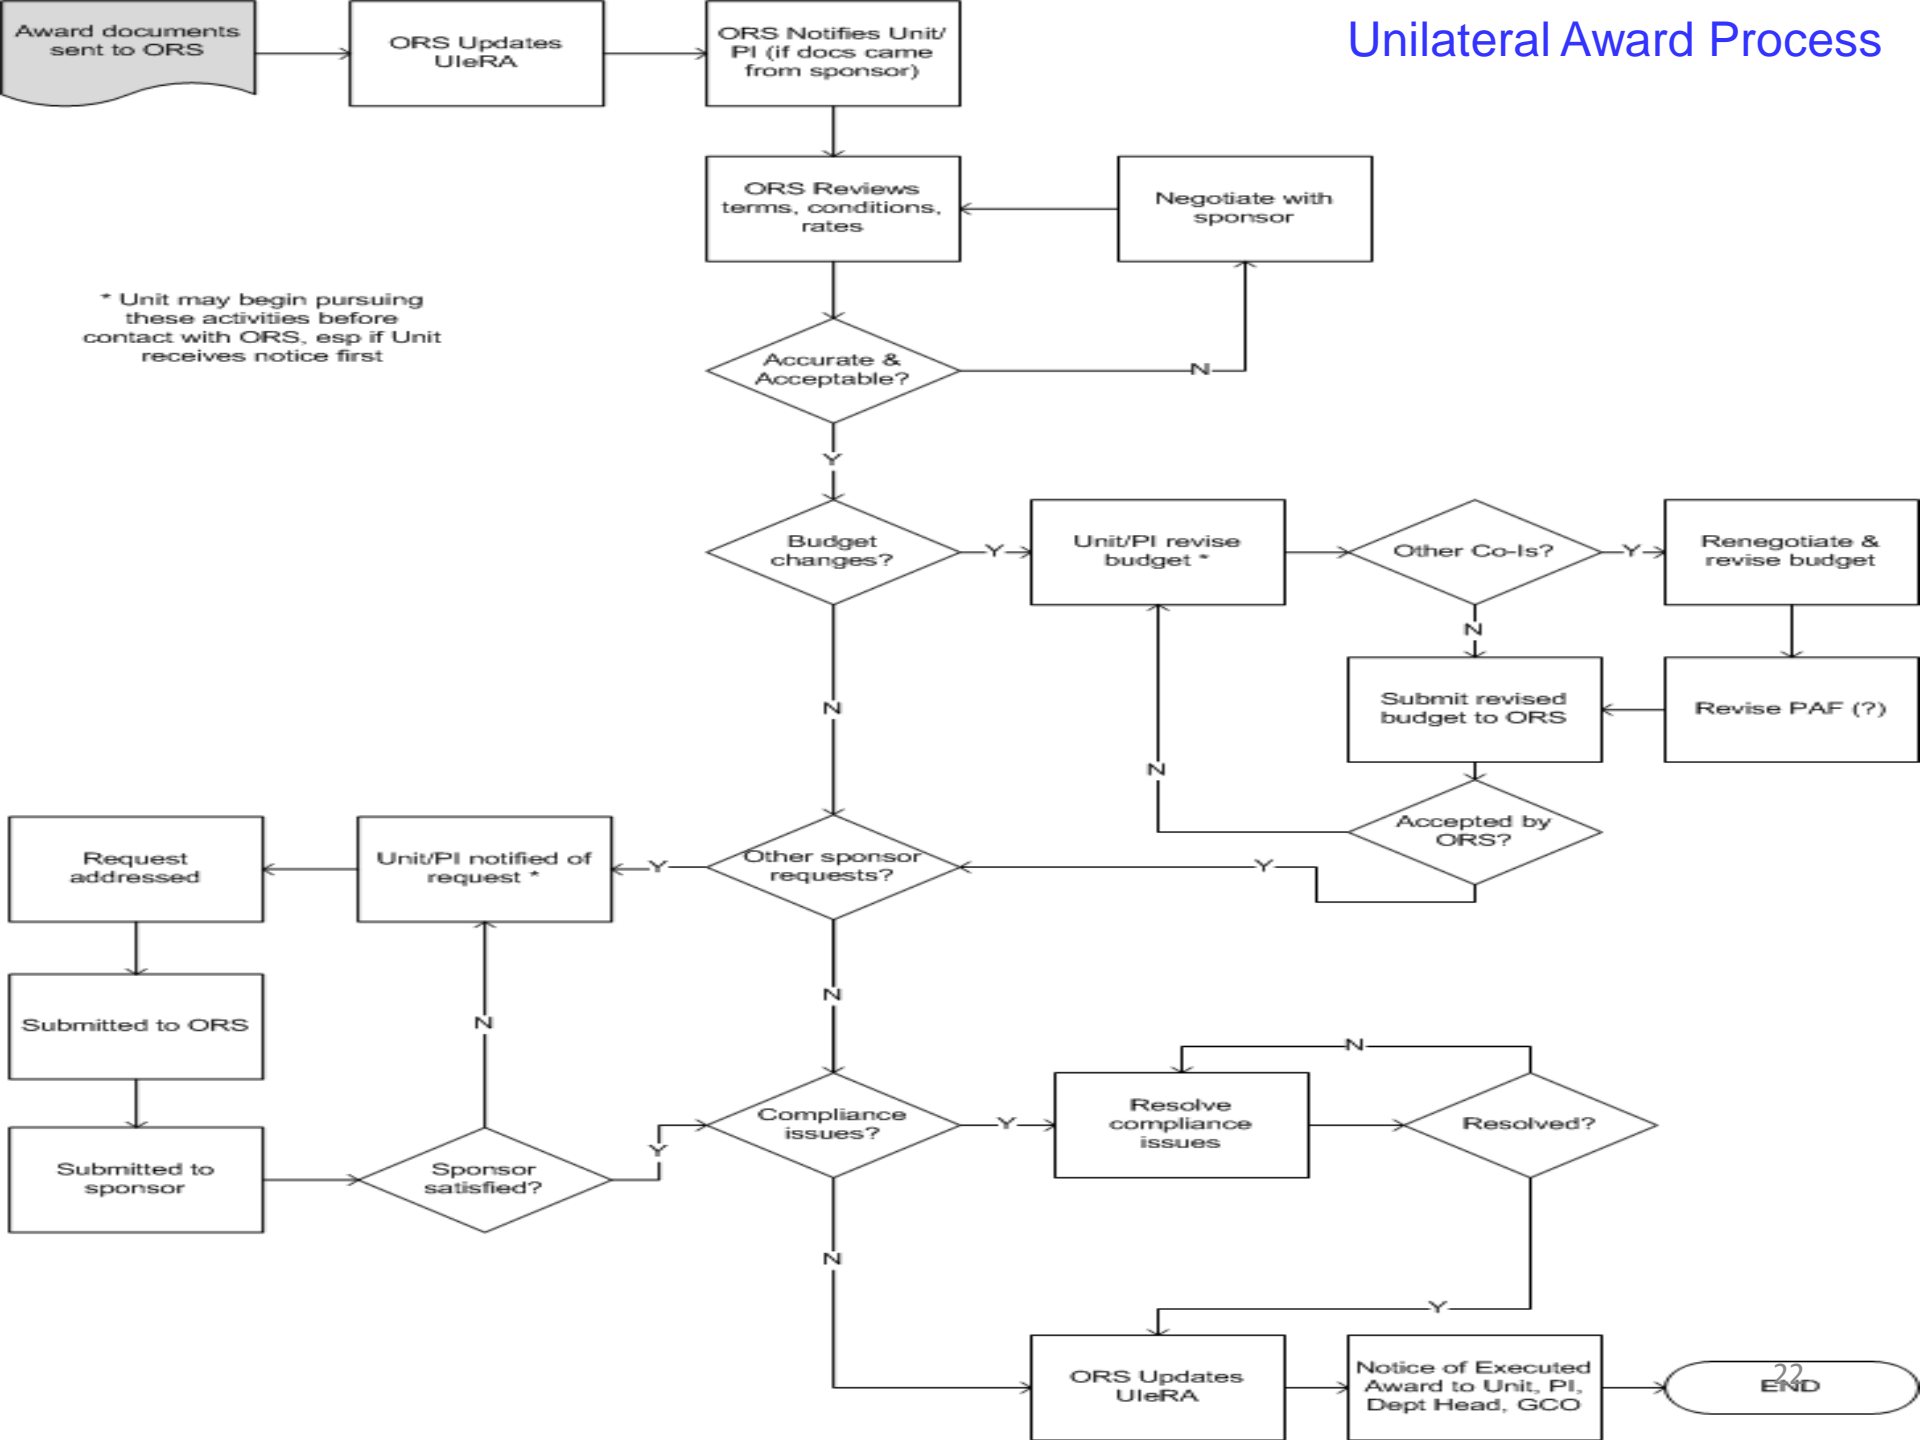 Unilateral Award Process
Award documents
sent to ORS
ORS Updates
UIeRA
ORS Notifies Unit/
PI (if docs came
from sponsor)
ORS Reviews
terms, conditions,
rates
Negotiate with
sponsor
* Unit may begin pursuing
these activities before
contact with ORS, esp if Unit
receives notice first
Accurate &
Acceptable?
N
Y
Budget
changes?
Y
Unit/PI revise
budget *
Other Co-Is?
Y
Renegotiate &
revise budget
N
N
Submit revised
budget to ORS
Revise PAF (?)
N
Accepted by
ORS?
Y
Request
addressed
Unit/PI notified of
request *
Y
Other sponsor
requests?
N
Submitted to ORS
N
N
Compliance
issues?
Y
Resolve
compliance
issues
Resolved?
Submitted to
sponsor
Sponsor
satisfied?
Y
N
Y
ORS Updates
UIeRA
Notice of Executed
Award to Unit, PI,
Dept Head, GCO
END
22